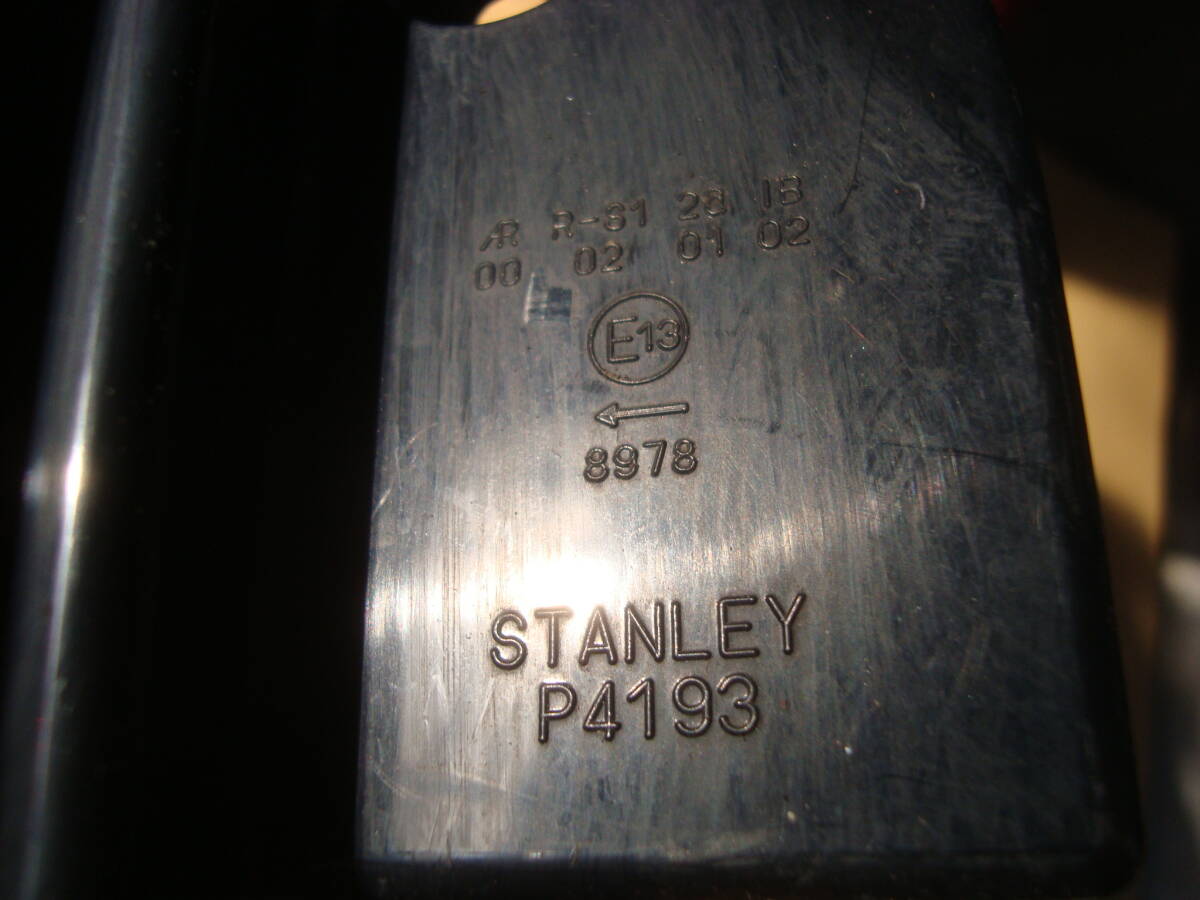 AR R-S1 2a IB
00 02 01 02
E13
←
8978
STANLEY
P4193